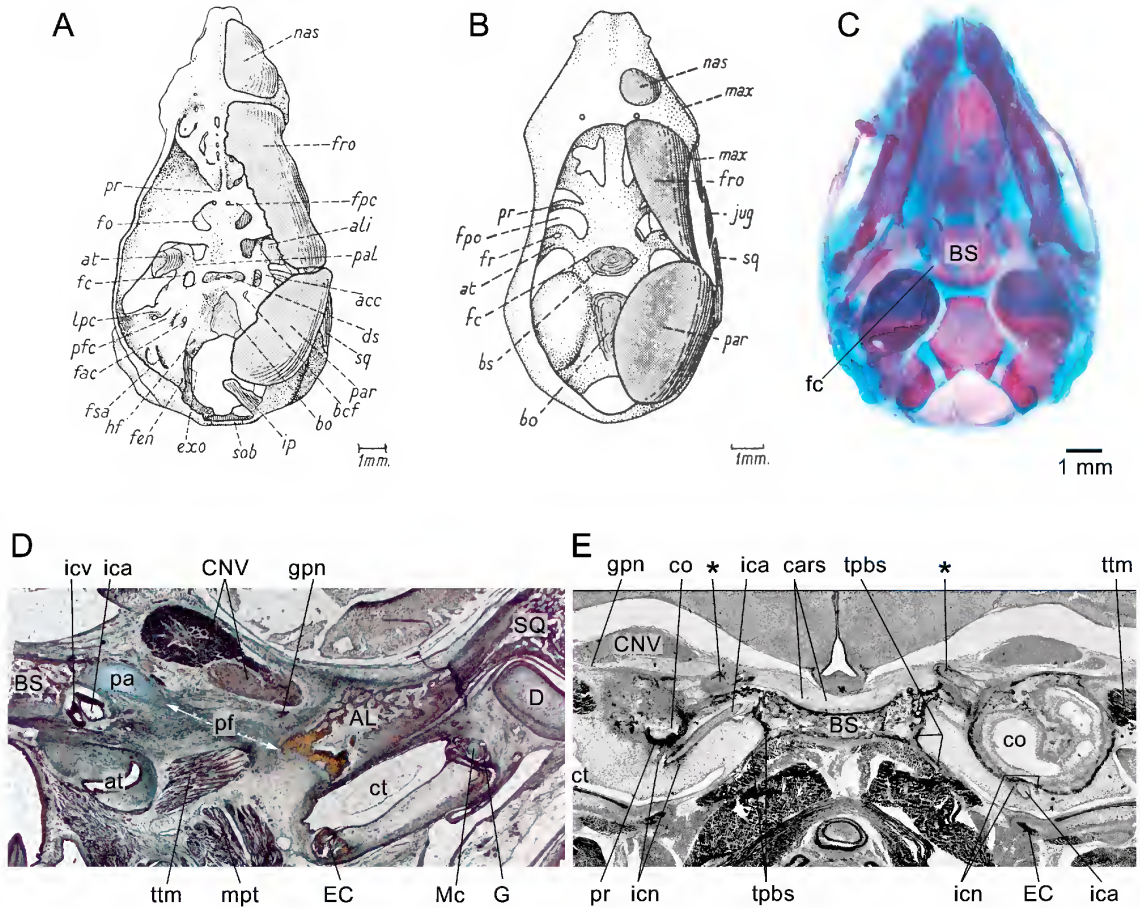 A
nas
fro
pr
fpc
fo
ali
at
pal
fc
acc
lpc
ds
pfc
sq
fac
par
fsa
bcf
hf
bo
fen
ip
exo
sob
1mm.
B
nas
max
max
fro
pr
jug
fpo
fr
sq
at
fc
par
bs
bo
1mm.
C
BS
fc
1 mm
D
icv
ica
CNV
gpn
SQ
BS
pa
D
pf
AL
at
ct
ttm
mpt
EC
Mc
G
E
gpn
co
*
ica
cars
tpbs
*
ttm
CNV
BS
co
ct
pr
icn
tpbs
icn
EC
ica